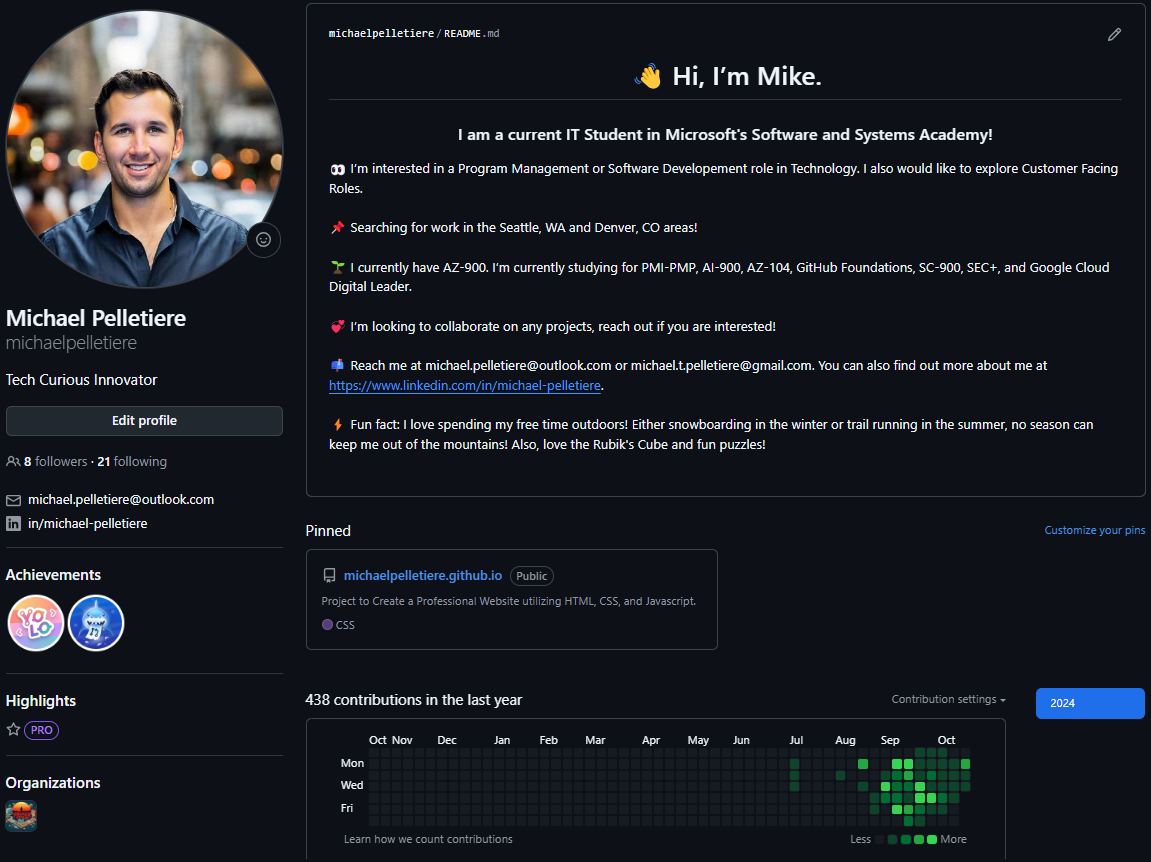 Michael Pelletiere
michaelpelletiere
Tech Curious Innovator
Edit profile
8 followers · 21 following
michael.pelletiere@outlook.com
in/michael-pelletiere
Achievements
YOLO
Highlights
PRO
Organizations
michaelpelletiere/README.md
👋 Hi, I’m Mike.
I am a current IT Student in Microsoft's Software and Systems Academy!
👀 I’m interested in a Program Management or Software Developement role in Technology. I also would like to explore Customer Facing
Roles.
📌 Searching for work in the Seattle, WA and Denver, CO areas!
🌱 I currently have AZ-900. I’m currently studying for PMI-PMP, AI-900, AZ-104, GitHub Foundations, SC-900, SEC+, and Google Cloud
Digital Leader.
💞️ I’m looking to collaborate on any projects, reach out if you are interested!
📫 Reach me at michael.pelletiere@outlook.com or michael.t.pelletiere@gmail.com. You can also find out more about me at
https://www.linkedin.com/in/michael-pelletiere.
⚡ Fun fact: I love spending my free time outdoors! Either snowboarding in the winter or trail running in the summer, no season can
keep me out of the mountains! Also, love the Rubik's Cube and fun puzzles!
Pinned
Customize your pins
michaelpelletiere.github.io Public
Project to Create a Professional Website utilizing HTML, CSS, and Javascript.
CSS
438 contributions in the last year
Contribution settings
2024
Oct Nov Dec Jan Feb Mar Apr May Jun Jul Aug Sep Oct
Mon
Wed
Fri
Learn how we count contributions
Less More